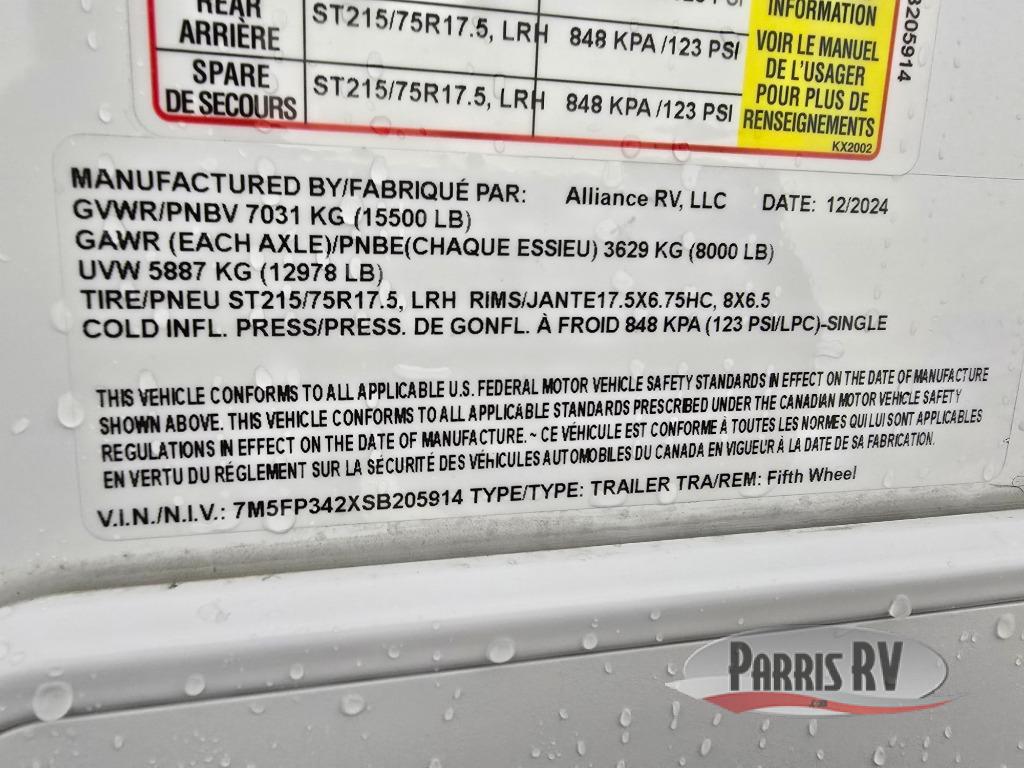 REAR
ARRIÈRE
ST215/75R17.5, LRH 848 KPA /123 PSI
SPARE
DE SECOURS
ST215/75R17.5, LRH 848 KPA /123 PSI
INFORMATION
VOIR LE MANUEL
DE L'USAGER
POUR PLUS DE
RENSEIGNEMENTS
KX2002
205914
MANUFACTURED BY/FABRIQUÉ PAR: Alliance RV, LLC DATE: 12/2024
GVWR/PNBV 7031 KG (15500 LB)
GAWR (EACH AXLE)/PNBE(CHAQUE ESSIEU) 3629 KG (8000 LB)
UVW 5887 KG (12978 LB)
TIRE/PNEU ST215/75R17.5, LRH RIMS/JANTE17.5X6.75HC, 8X6.5
COLD INFL. PRESS/PRESS. DE GONFL. À FROID 848 KPA (123 PSI/LPC)-SINGLE
THIS VEHICLE CONFORMS TO ALL APPLICABLE U.S. FEDERAL MOTOR VEHICLE SAFETY STANDARDS IN EFFECT ON THE DATE OF MANUFACTURE
SHOWN ABOVE. THIS VEHICLE CONFORMS TO ALL APPLICABLE STANDARDS PRESCRIBED UNDER THE CANADIAN MOTOR VEHICLE SAFETY
REGULATIONS IN EFFECT ON THE DATE OF MANUFACTURE. ~ CE VÉHICULE EST CONFORME À TOUTES LES NORMES QUI LUI SONT APPLICABLES
EN VERTU DU RÉGLEMENT SUR LA SÉCURITÉ DES VÉHICULES AUTOMOBILES DU CANADA EN VIGUEUR À LA DATE DE SA FABRICATION.
V.I.N./N.I.V.: 7M5FP342XSB205914 TYPE/TYPE: TRAILER TRA/REM: Fifth Wheel
PARRIS RV